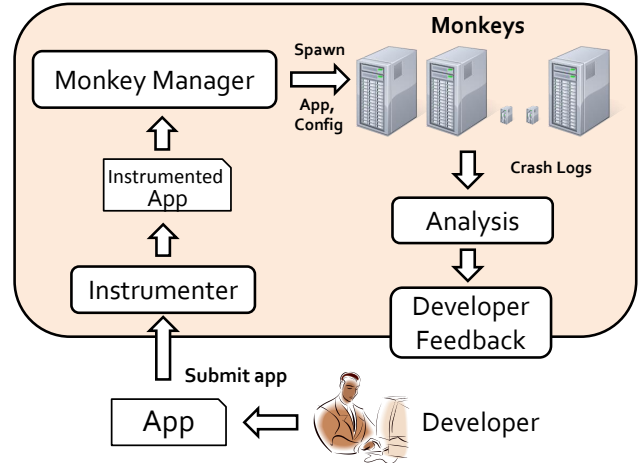 Monkeys
Spawn
Monkey Manager
App,
Config
Instrumented
App
Crash Logs
Analysis
Instrumenter
Developer
Feedback
Submit app
App
Developer